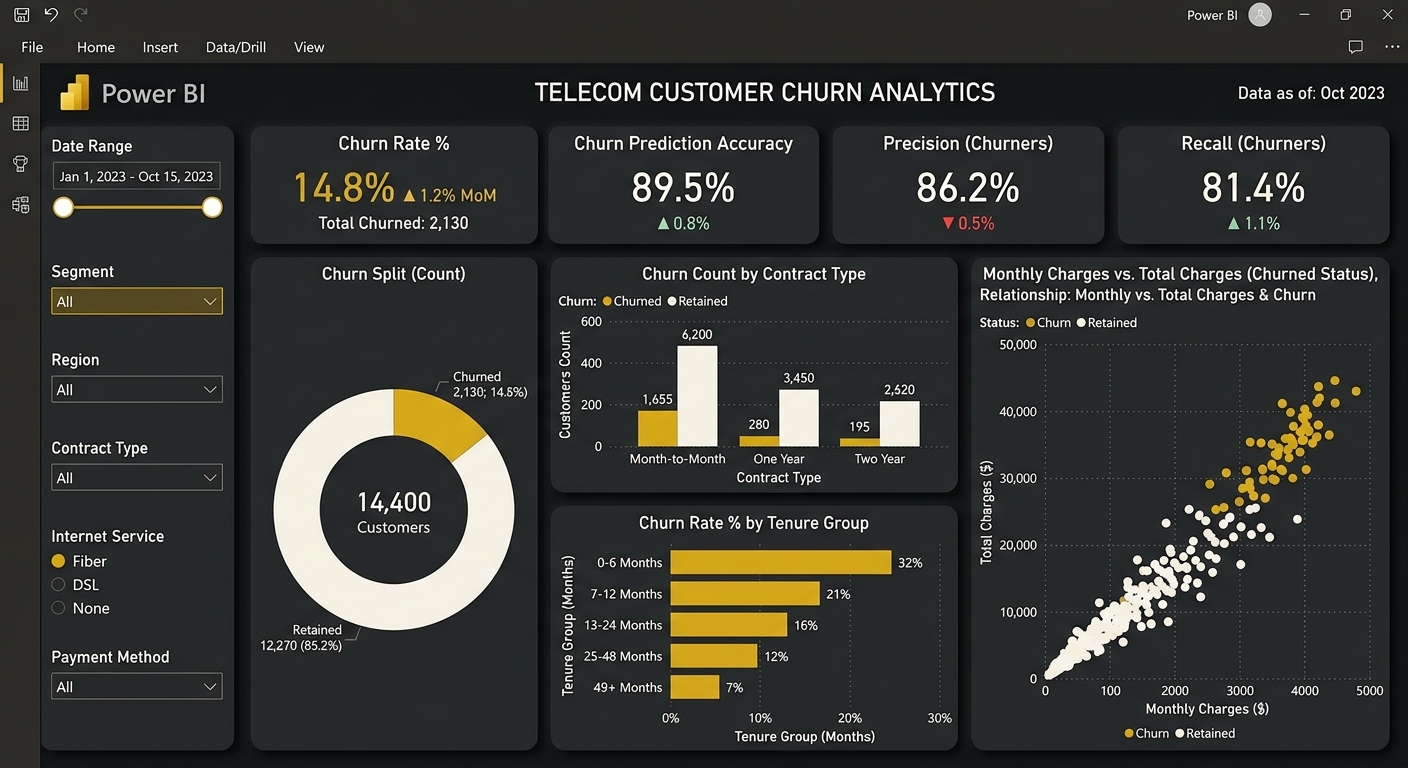 Power BI
File Home Insert Data/Drill View
Power BI
TELECOM CUSTOMER CHURN ANALYTICS
Data as of: Oct 2023
Date Range
Jan 1, 2023 - Oct 15, 2023
Segment
All
Region
All
Contract Type
All
Internet Service
Fiber
DSL
None
Payment Method
All
Churn Rate %
14.8% ▲ 1.2% MoM
Total Churned: 2,130
Churn Prediction Accuracy
89.5%
▲ 0.8%
Precision (Churners)
86.2%
▼ 0.5%
Recall (Churners)
81.4%
▲ 1.1%
Churn Split (Count)
Churned
2,130; 14.8%)
14,400
Customers
Retained
12,270 (85.2%)
Churn Count by Contract Type
Churn: Churned Retained
Customers Count
600
400
200
0
1,655
6,200
280
3,450
195
2,520
Month-to-Month
One Year
Two Year
Contract Type
Churn Rate % by Tenure Group
Tenure Group (Months)
0-6 Months 32%
7-12 Months 21%
13-24 Months 16%
25-48 Months 12%
49+ Months 7%
0% 10% 20% 30%
Tenure Group (Months)
Monthly Charges vs. Total Charges (Churned Status),
Relationship: Monthly vs. Total Charges & Churn
Status: Churn Retained
Total Charges ($)
50,000
40,000
30,000
20,000
10,000
0
0 100 2000 3000 4000 5000
Monthly Charges ($)
Churn Retained